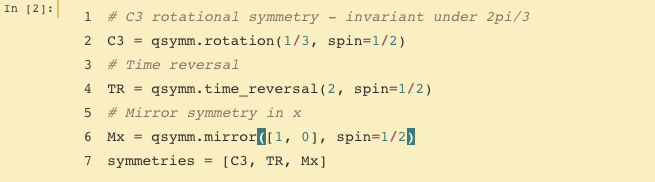 In [2]:
1 # C3 rotational symmetry - invariant under 2pi/3
2 C3 = qsymm.rotation(1/3, spin=1/2)
3 # Time reversal
4 TR = qsymm.time_reversal(2, spin=1/2)
5 # Mirror symmetry in x
6 Mx = qsymm.mirror([1, 0], spin=1/2)
7 symmetries = [C3, TR, Mx]